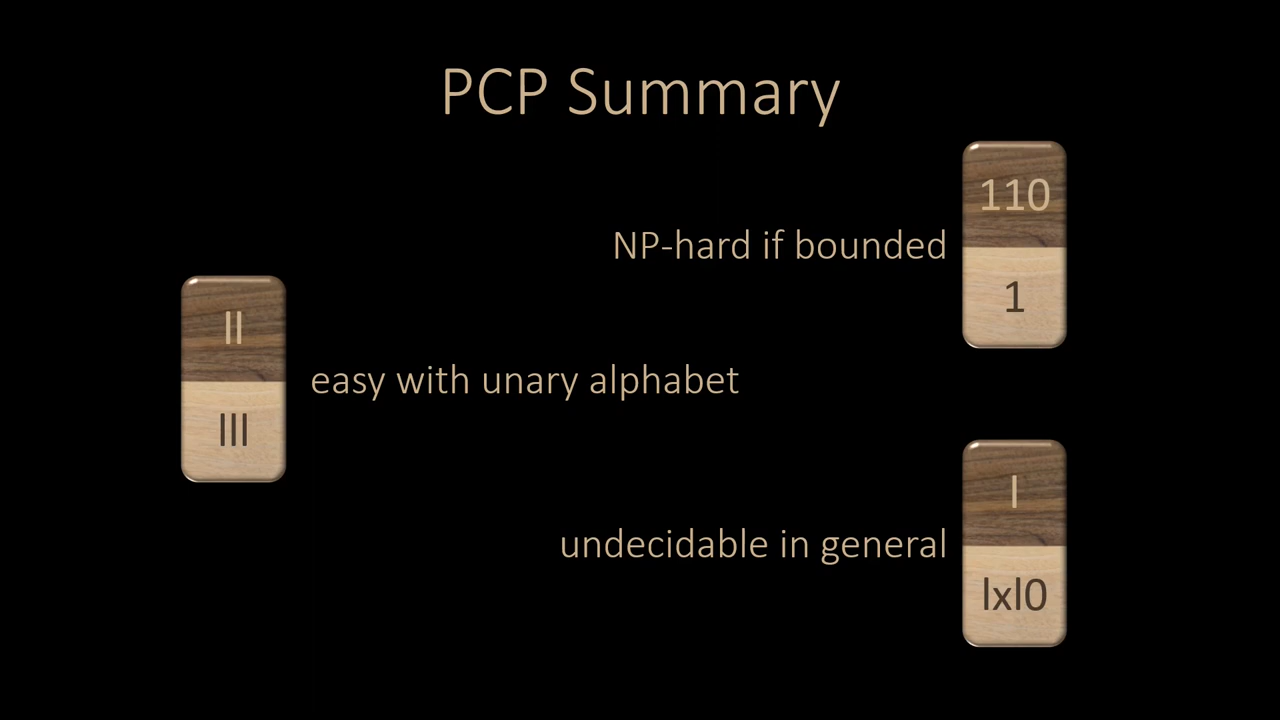 PCP Summary
110
NP-hard if bounded
1
II
easy with unary alphabet
III
I
undecidable in general
IxI0